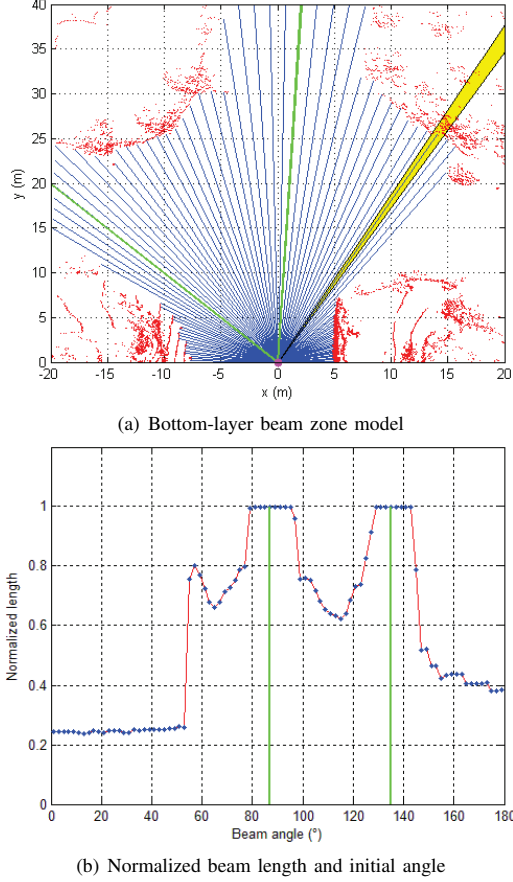 40
35
30
25
20
15
10
5
0
y (m)
-20 -15 -10 -5 0 5 10 15 20
x (m)
(a) Bottom-layer beam zone model
1
0.8
0.6
0.4
0.2
0
Normalized length
0 20 40 60 80 100 120 140 160 180
Beam angle (°)
(b) Normalized beam length and initial angle